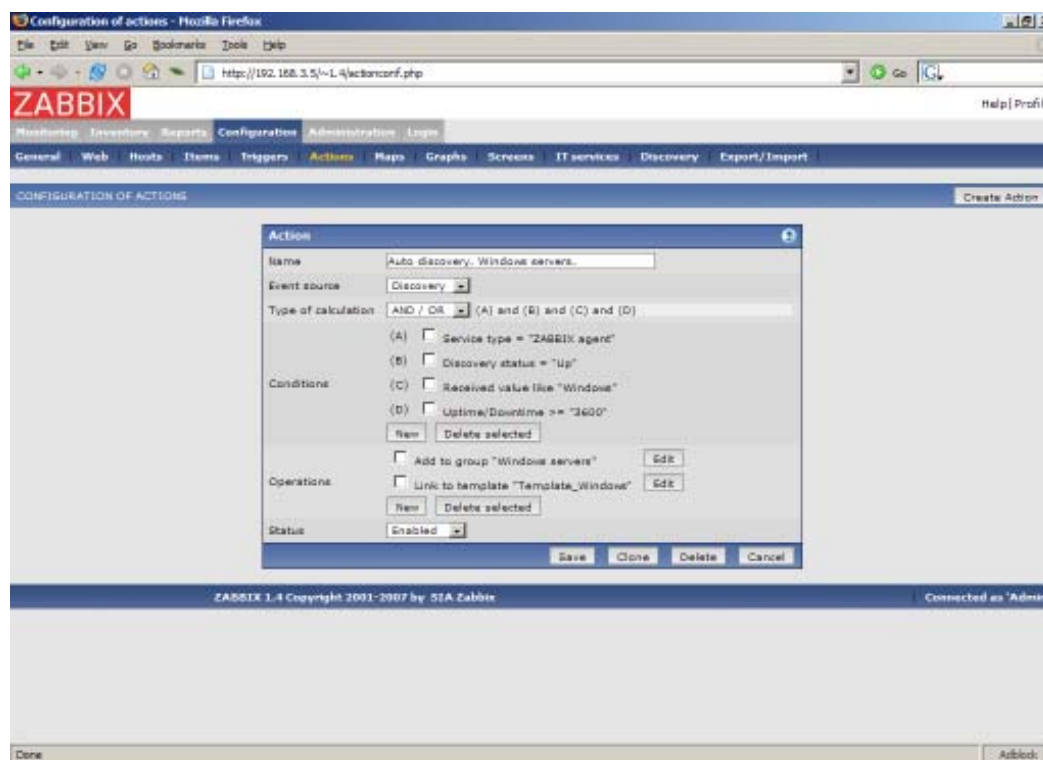 Configuration of actions - Mozilla Firefox
File Edit View Go Bookmarks Tools Help
http://192.168.3.5/~1.4/actionconf.php Go
ZABBIX
Help | Profil
Monitoring Inventory Reports Configuration Administration Login
General Web Hosts Items Triggers Actions Maps Graphs Screens IT services Discovery Export/Import
CONFIGURATION OF ACTIONS Create Action
Action
Name Auto discovery. Windows servers.
Event source Discovery
Type of calculation AND / OR (A) and (B) and (C) and (D)
Conditions
(A) Service type = "ZABBIX agent"
(B) Discovery status = "Up"
(C) Received value like "Windows"
(D) Uptime/Downtime >= "3600"
New Delete selected
Operations
Add to group "Windows servers" Edit
Link to template "Template_Windows" Edit
New Delete selected
Status Enabled
Save Clone Delete Cancel
ZABBIX 1.4 Copyright 2001-2007 by SIA Zabbix Connected as 'Admin
Done Adblock